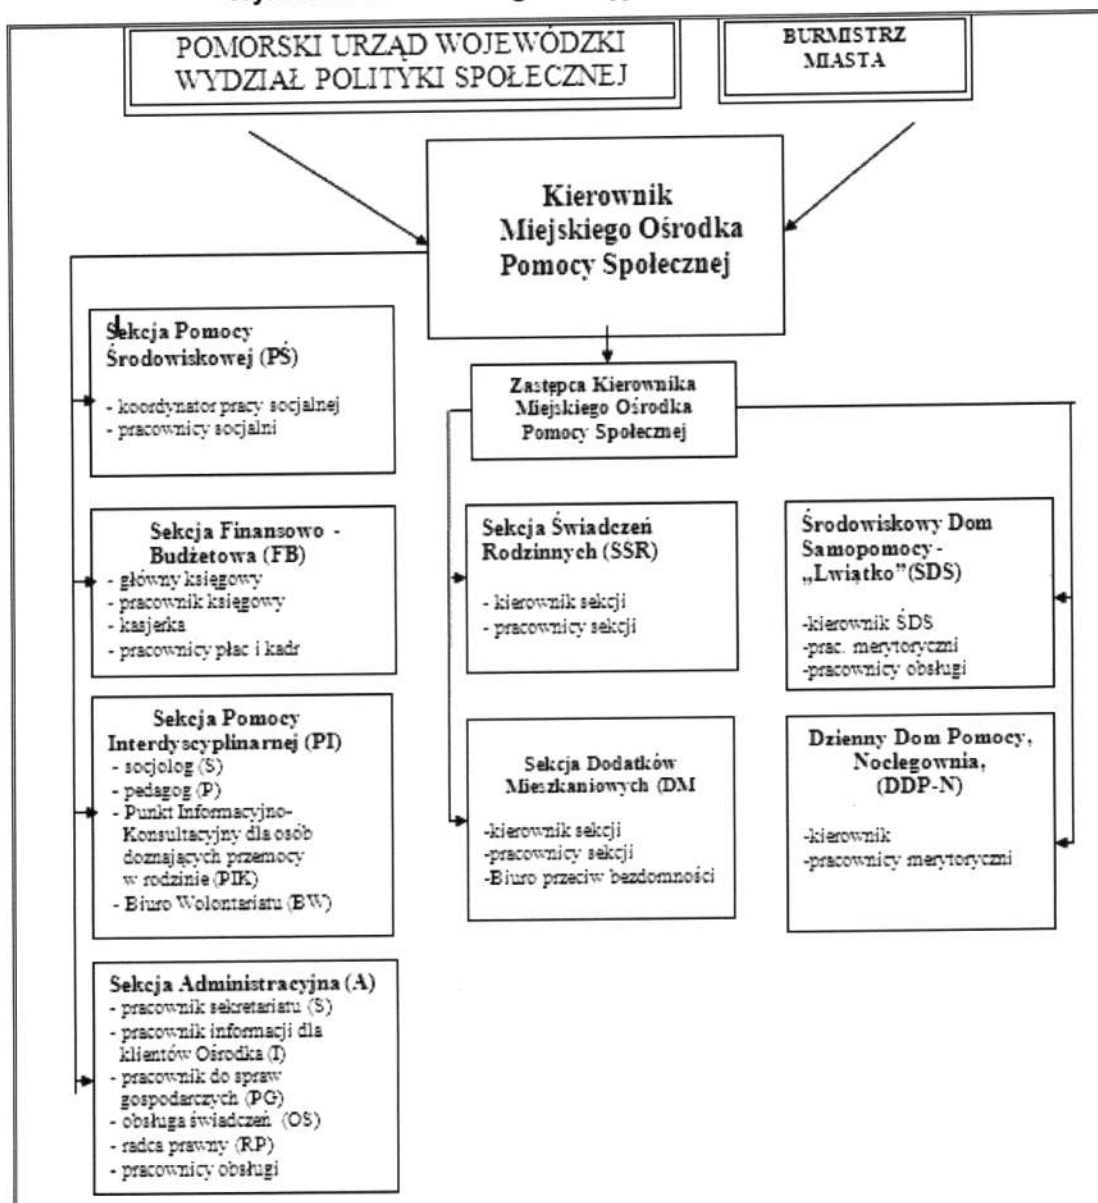 POMORSKI URZĄD WOJEWÓDZKI
WYDZIAŁ POLITYKI SPOŁECZNEJ
BURMISTRZ
MIASTA
Kierownik
Miejskiego Ośrodka
Pomocy Społecznej
Sekcja Pomocy
Środowiskowej (PŚ)
- koordynator pracy socjalnej
- pracownicy socjalni
Zastępca Kierownika
Miejskiego Ośrodka
Pomocy Społecznej
Sekcja Finansowo -
Budżetowa (FB)
- główny księgowy
- pracownik księgowy
- kasjerka
- pracownicy płac i kadr
Sekcja Świadczeń
Rodzinnych (SSR)
- kierownik sekcji
- pracownicy sekcji
Środowiskowy Dom
Samopomocy -
„Lwiątko”(SDS)
-kierownik ŚDS
-prac. merytoryczni
-pracownicy obsługi
Sekcja Pomocy
Interdyscyplinarnej (PI)
- socjolog (S)
- pedagog (P)
- Punkt Informacyjno-
Konsultacyjny dla osób
doznających przemocy
w rodzinie (PIK)
- Biuro Wolontariatu (BW)
Sekcja Dodatków
Mieszkaniowych (DM
-kierownik sekcji
-pracownicy sekcji
-Biuro przeciw bezdomności
Dzienny Dom Pomocy,
Noclegownia,
(DDP-N)
-kierownik
-pracownicy merytoryczni
Sekcja Administracyjna (A)
- pracownik sekretariatu (S)
- pracownik informacji dla
klientów Ośrodka (I)
- pracownik do spraw
gospodarczych (PG)
- obsługa świadczeń (OS)
- radca prawny (RP)
- pracownicy obsługi